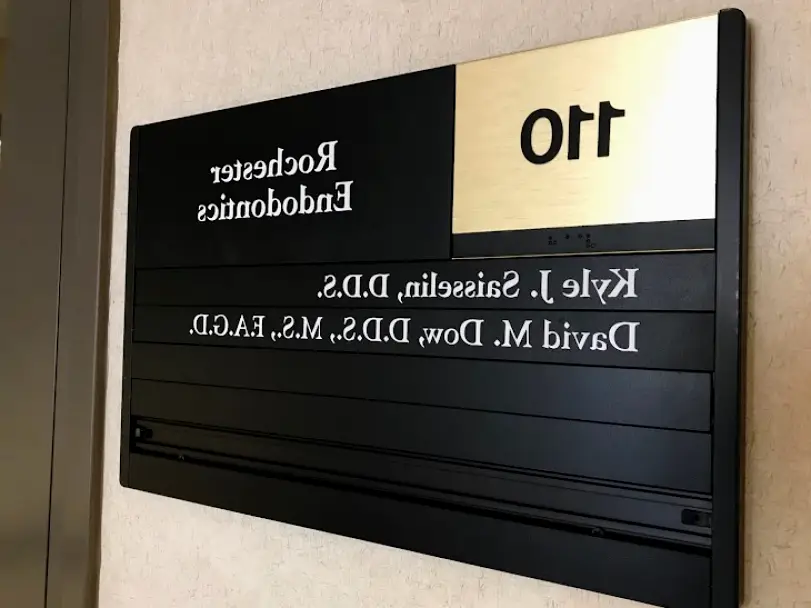 110
Rochester
Endodontics
Kyle J. Saisselin, D.D.S.
David M. Dow, D.D.S., M.S., F.A.G.D.